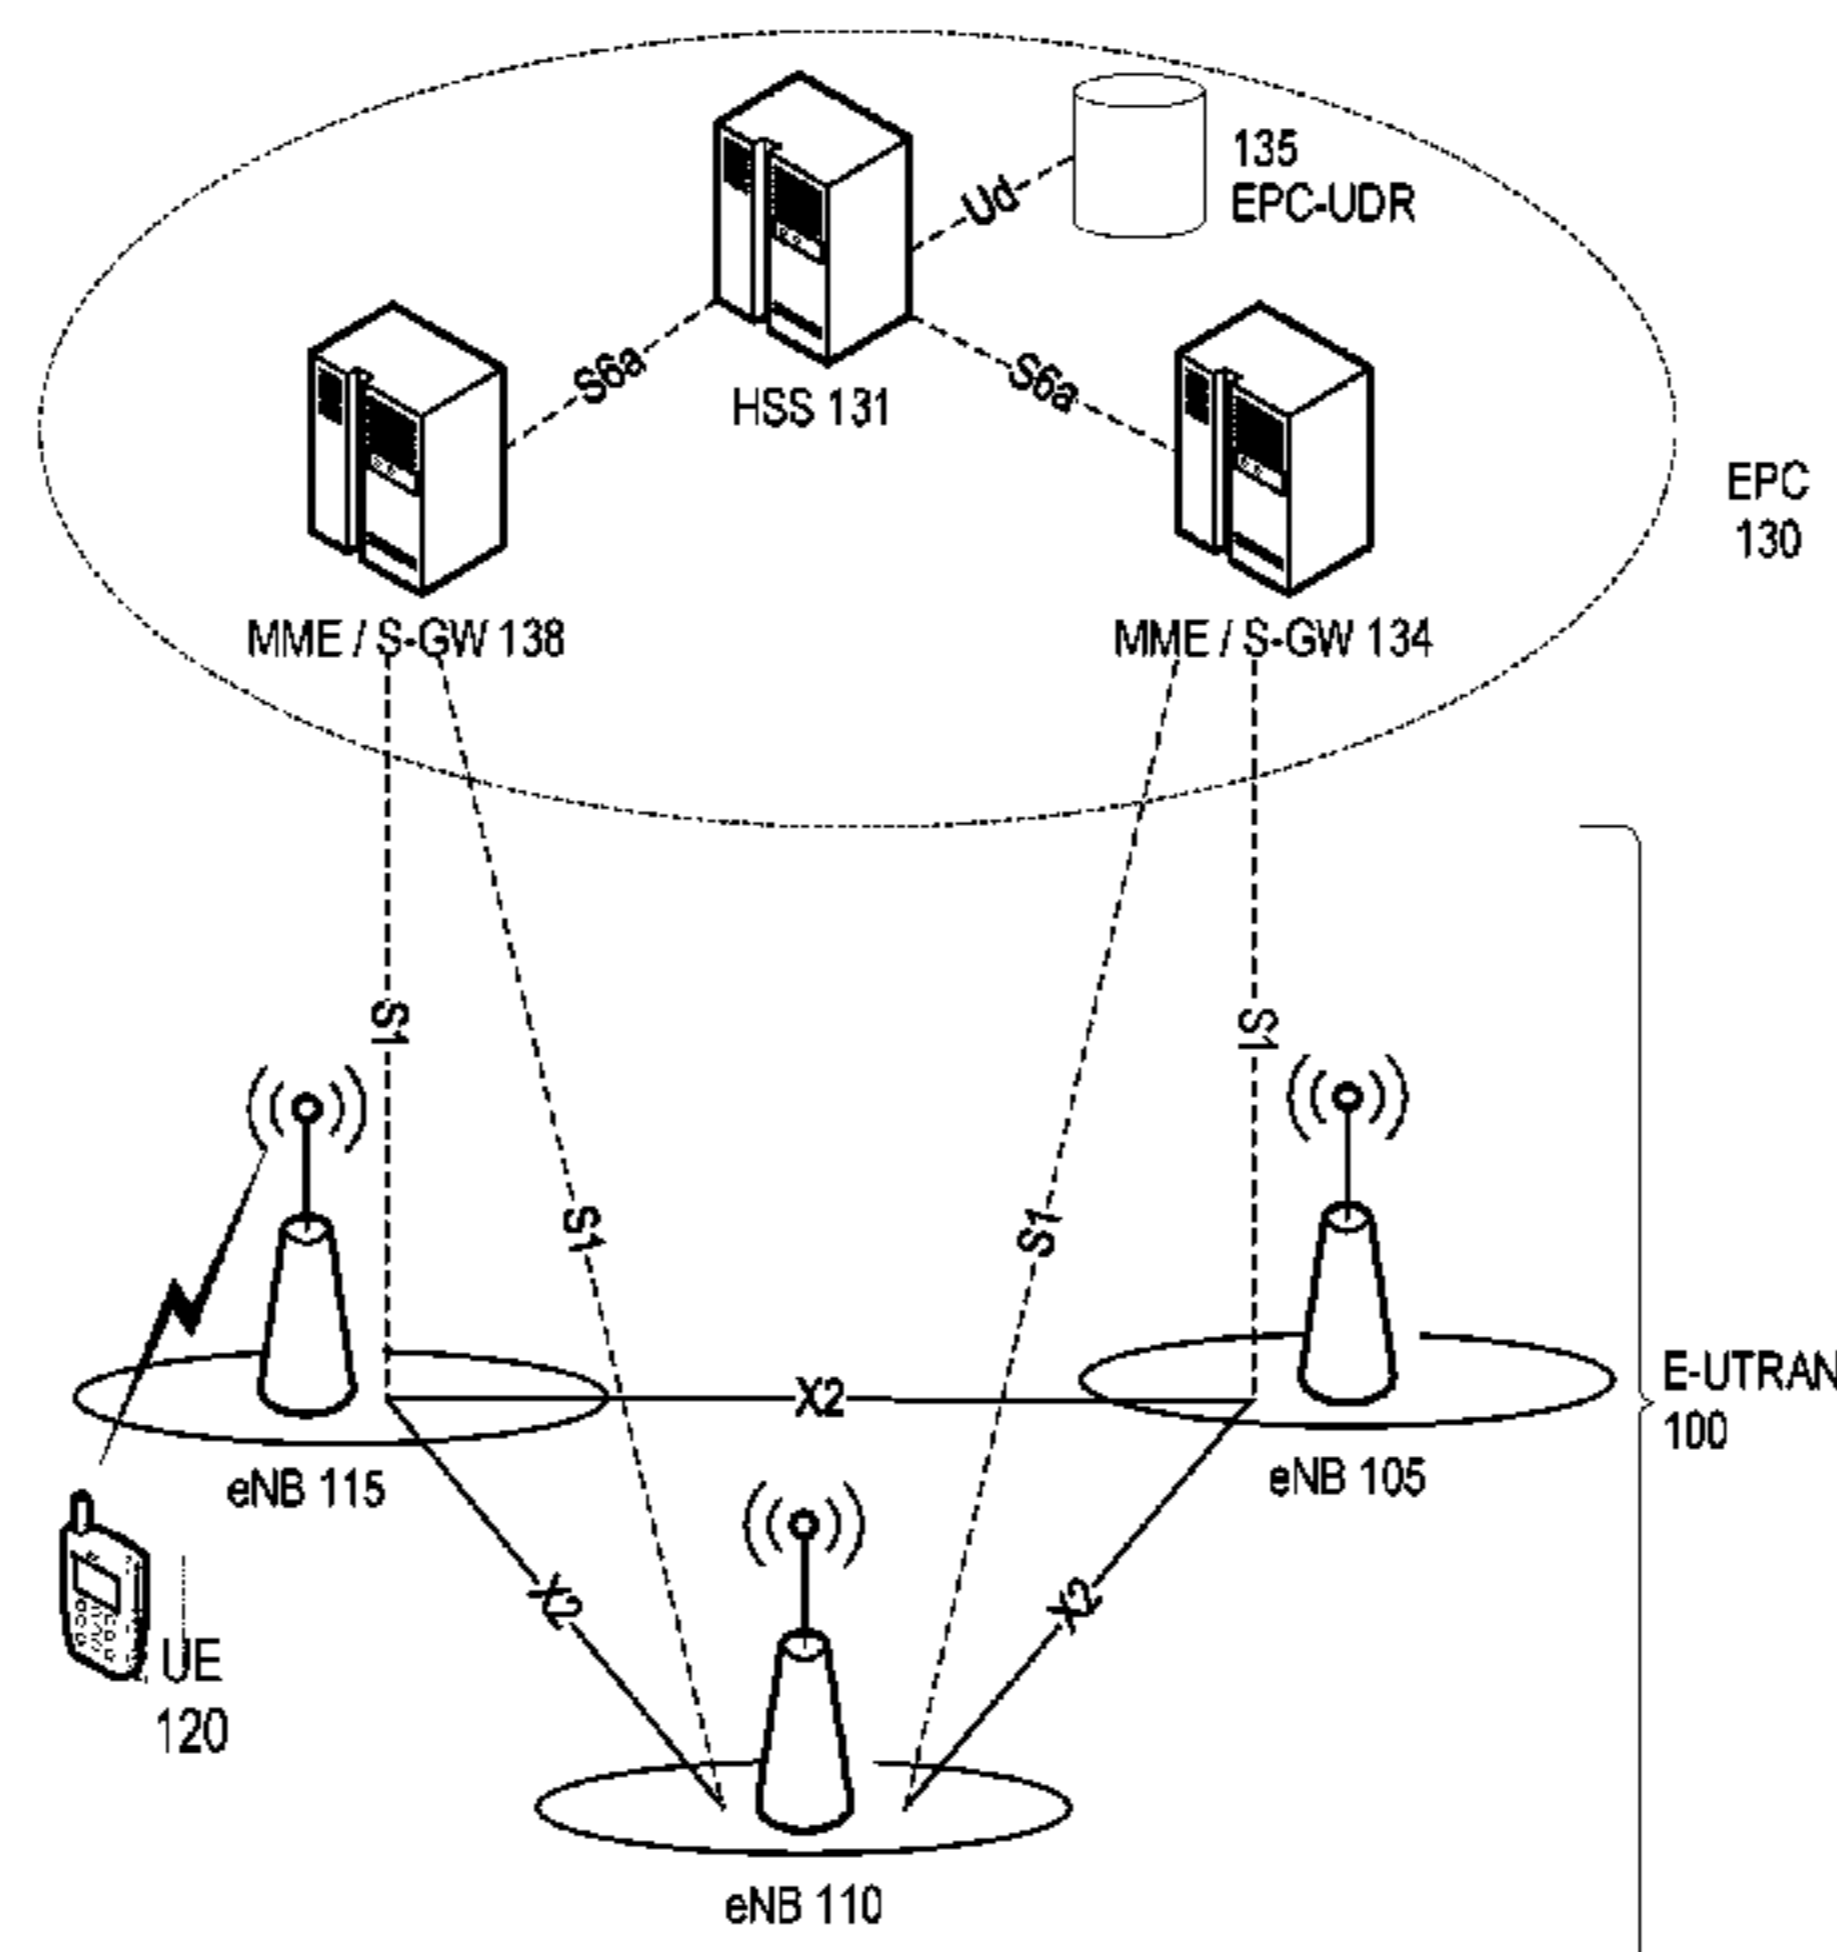 135
EPC-UDR
Ud
S6a
S6a
HSS 131
EPC
130
MME / S-GW 138
MME / S-GW 134
S1
S1
S1
S1
X2
E-UTRAN
100
eNB 115
eNB 105
X2
X2
UE
120
eNB 110